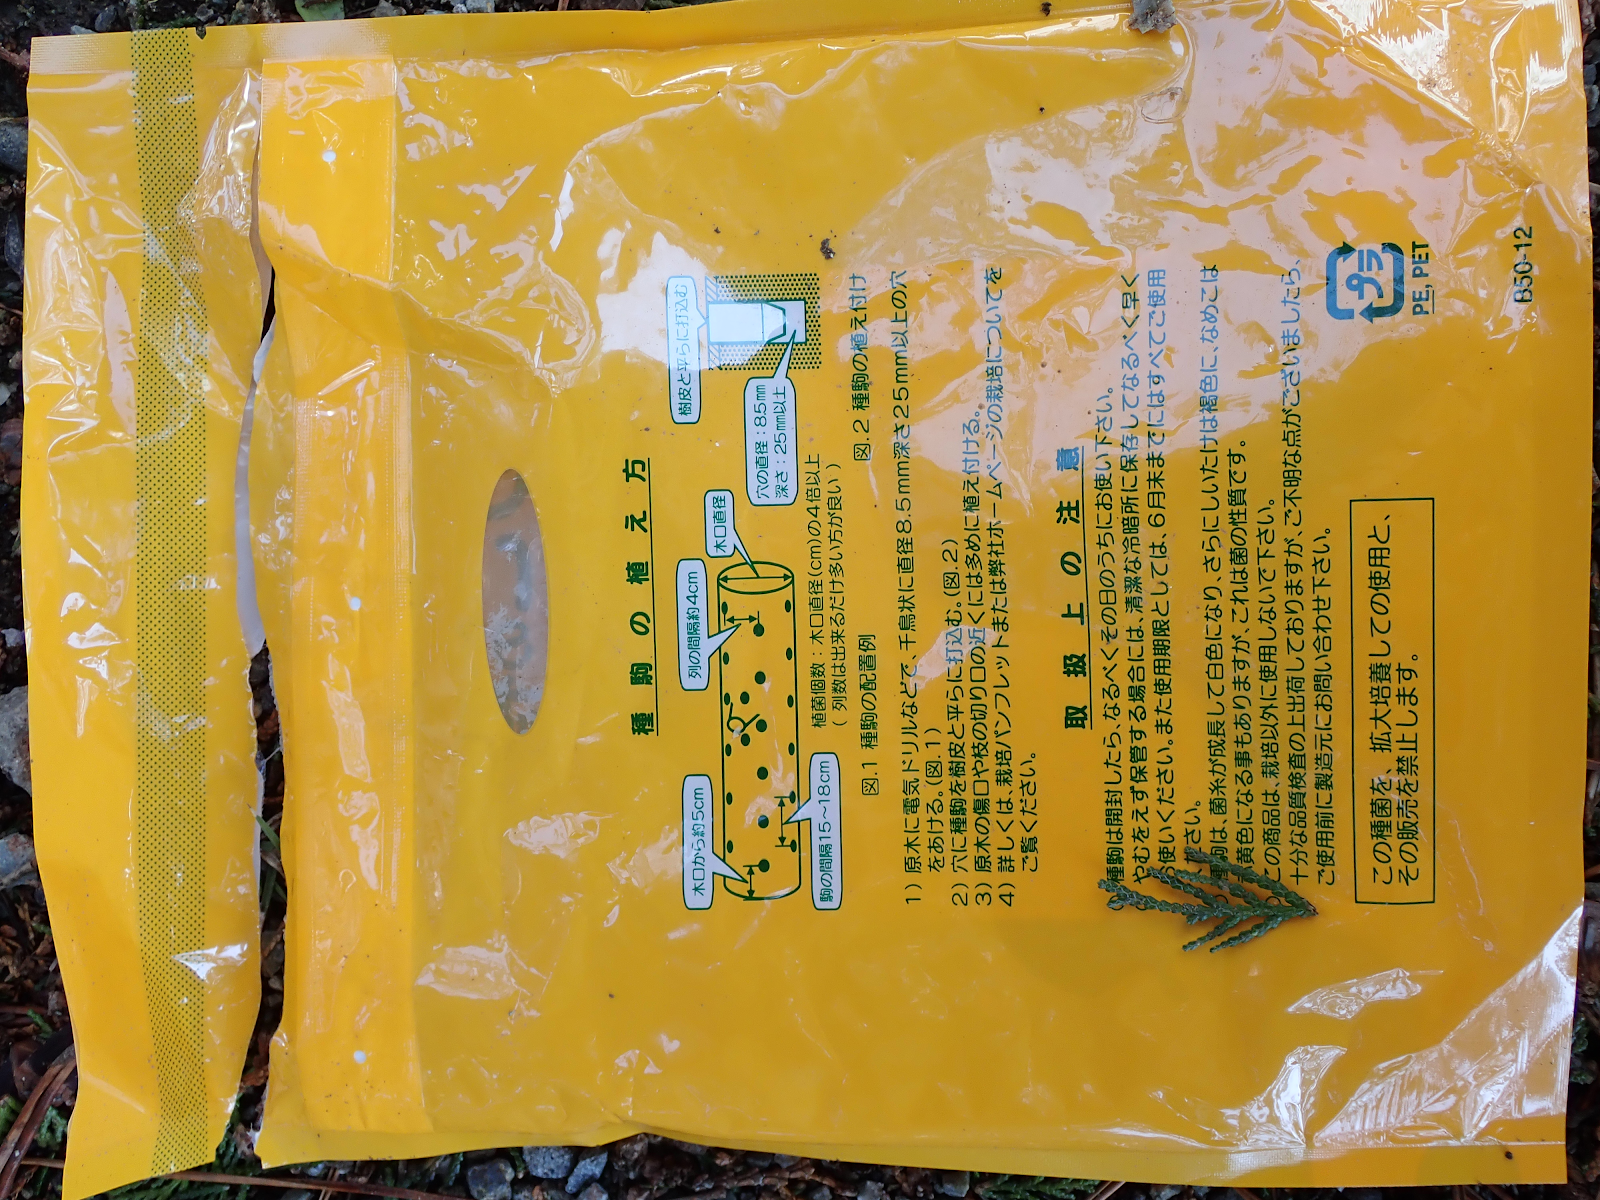 種駒の植え方
木口から約5cm
列の間隔約4cm
木口直径
駒の間隔15~18cm
植菌個数:木口直径(cm)の4倍以上
(列数は出来るだけ多い方が良い)
図.1 種駒の配置例
樹皮と平らに打込む
穴の直径:8.5mm
深さ:25mm以上
図.2 種駒の植え付け
1)原木に電気ドリルなどで、千鳥状に直径8.5mm深さ25mm以上の穴
をあける。(図.1)
2)穴に種駒を樹皮と平らに打込む。(図.2)
3)原木の傷口や枝の切り口の近くには多めに植え付ける。
4)詳しくは、栽培パンフレットまたは弊社ホームページの栽培についてを
ご覧ください。
取扱上の注意
種駒は開封したら、なるべくその日のうちにお使い下さい。
やむをえず保管する場合には、清潔な冷暗所に保存してなるべく早く
お使いください。また使用期限としては、6月末までにはすべてご使用
下さい。
種駒は、菌糸が成長して白色になり、さらにしいたけは褐色に、なめこは
黄色になる事もありますが、これは菌の性質です。
この商品は、栽培以外に使用しないで下さい。
十分な品質検査の上出荷しておりますが、ご不明な点がございましたら、
ご使用前に製造元にお問い合わせ下さい。
この種菌を、拡大培養しての使用と、
その販売を禁止します。
プラ
PE, PET
B50-12